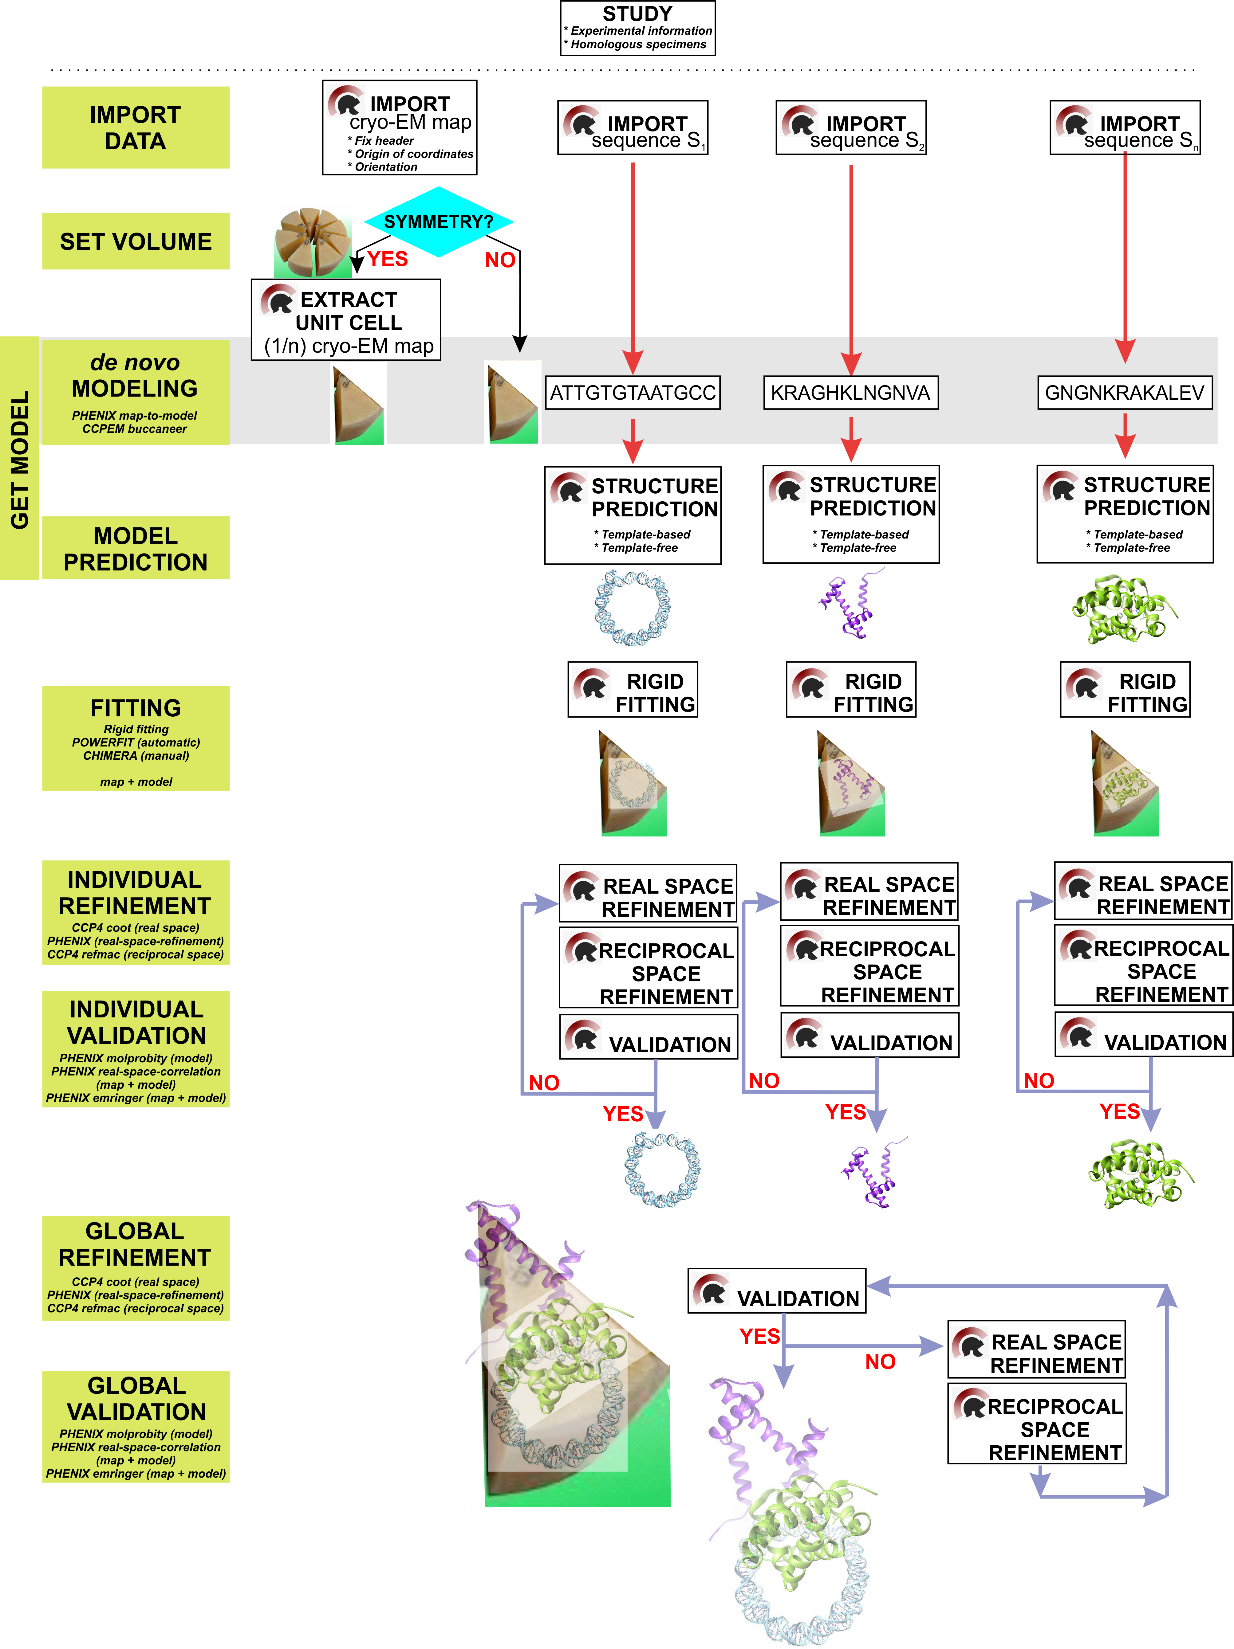 STUDY
* Experimental information
* Homologous specimens
IMPORT
DATA
IMPORT
cryo-EM map
* Fix header
* Origin of coordinates
* Orientation
IMPORT
sequence S1
IMPORT
sequence S2
IMPORT
sequence Sn
SET VOLUME
SYMMETRY?
YES
NO
EXTRACT
UNIT CELL
(1/n) cryo-EM map
GET MODEL
de novo
MODELING
PHENIX map-to-model
CCPEM buccaneer
ATTGTGTAATGCC
KRAGHKLNGNVA
GNGNKRAKALEV
MODEL
PREDICTION
STRUCTURE
PREDICTION
* Template-based
* Template-free
STRUCTURE
PREDICTION
* Template-based
* Template-free
STRUCTURE
PREDICTION
* Template-based
* Template-free
FITTING
Rigid fitting
POWERFIT (automatic)
CHIMERA (manual)
map + model
RIGID
FITTING
RIGID
FITTING
RIGID
FITTING
INDIVIDUAL
REFINEMENT
CCP4 coot (real space)
PHENIX (real-space-refinement)
CCP4 refmac (reciprocal space)
REAL SPACE
REFINEMENT
RECIPROCAL
SPACE
REFINEMENT
REAL SPACE
REFINEMENT
RECIPROCAL
SPACE
REFINEMENT
REAL SPACE
REFINEMENT
RECIPROCAL
SPACE
REFINEMENT
INDIVIDUAL
VALIDATION
PHENIX molprobity (model)
PHENIX real-space-correlation
(map + model)
PHENIX emringer (map + model)
VALIDATION
NO
YES
VALIDATION
NO
YES
VALIDATION
NO
YES
GLOBAL
REFINEMENT
CCP4 coot (real space)
PHENIX (real-space-refinement)
CCP4 refmac (reciprocal space)
VALIDATION
YES
NO
REAL SPACE
REFINEMENT
RECIPROCAL
SPACE
REFINEMENT
GLOBAL
VALIDATION
PHENIX molprobity (model)
PHENIX real-space-correlation
(map + model)
PHENIX emringer (map + model)